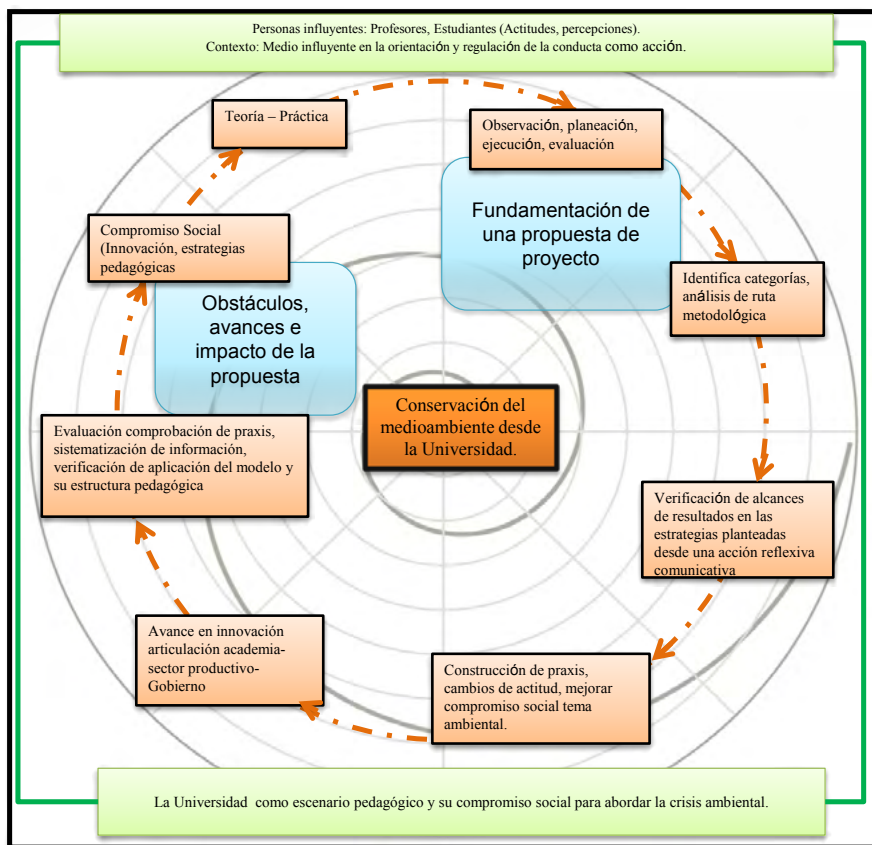 Personas influyentes: Profesores, Estudiantes (Actitudes, percepciones).
Contexto: Medio influyente en la orientación y regulación de la conducta como acción.
Teoría – Práctica
Observación, planeación,
ejecución, evaluación
Fundamentación de
una propuesta de
proyecto
Compromiso Social
(Innovación, estrategias
pedagógicas
Identifica categorías,
análisis de ruta
metodológica
Obstáculos,
avances e
impacto de la
propuesta
Conservación del
medioambiente desde
la Universidad.
Evaluación comprobación de praxis,
sistematización de información,
verificación de aplicación del modelo y
su estructura pedagógica
Verificación de alcances
de resultados en las
estrategias planteadas
desde una acción reflexiva
comunicativa
Avance en innovación
articulación academia-
sector productivo-
Gobierno
Construcción de praxis,
cambios de actitud, mejorar
compromiso social tema
ambiental.
La Universidad como escenario pedagógico y su compromiso social para abordar la crisis ambiental.